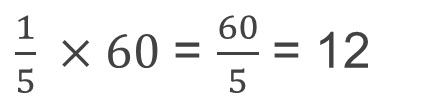 1/5 × 60 = 60/5 = 12